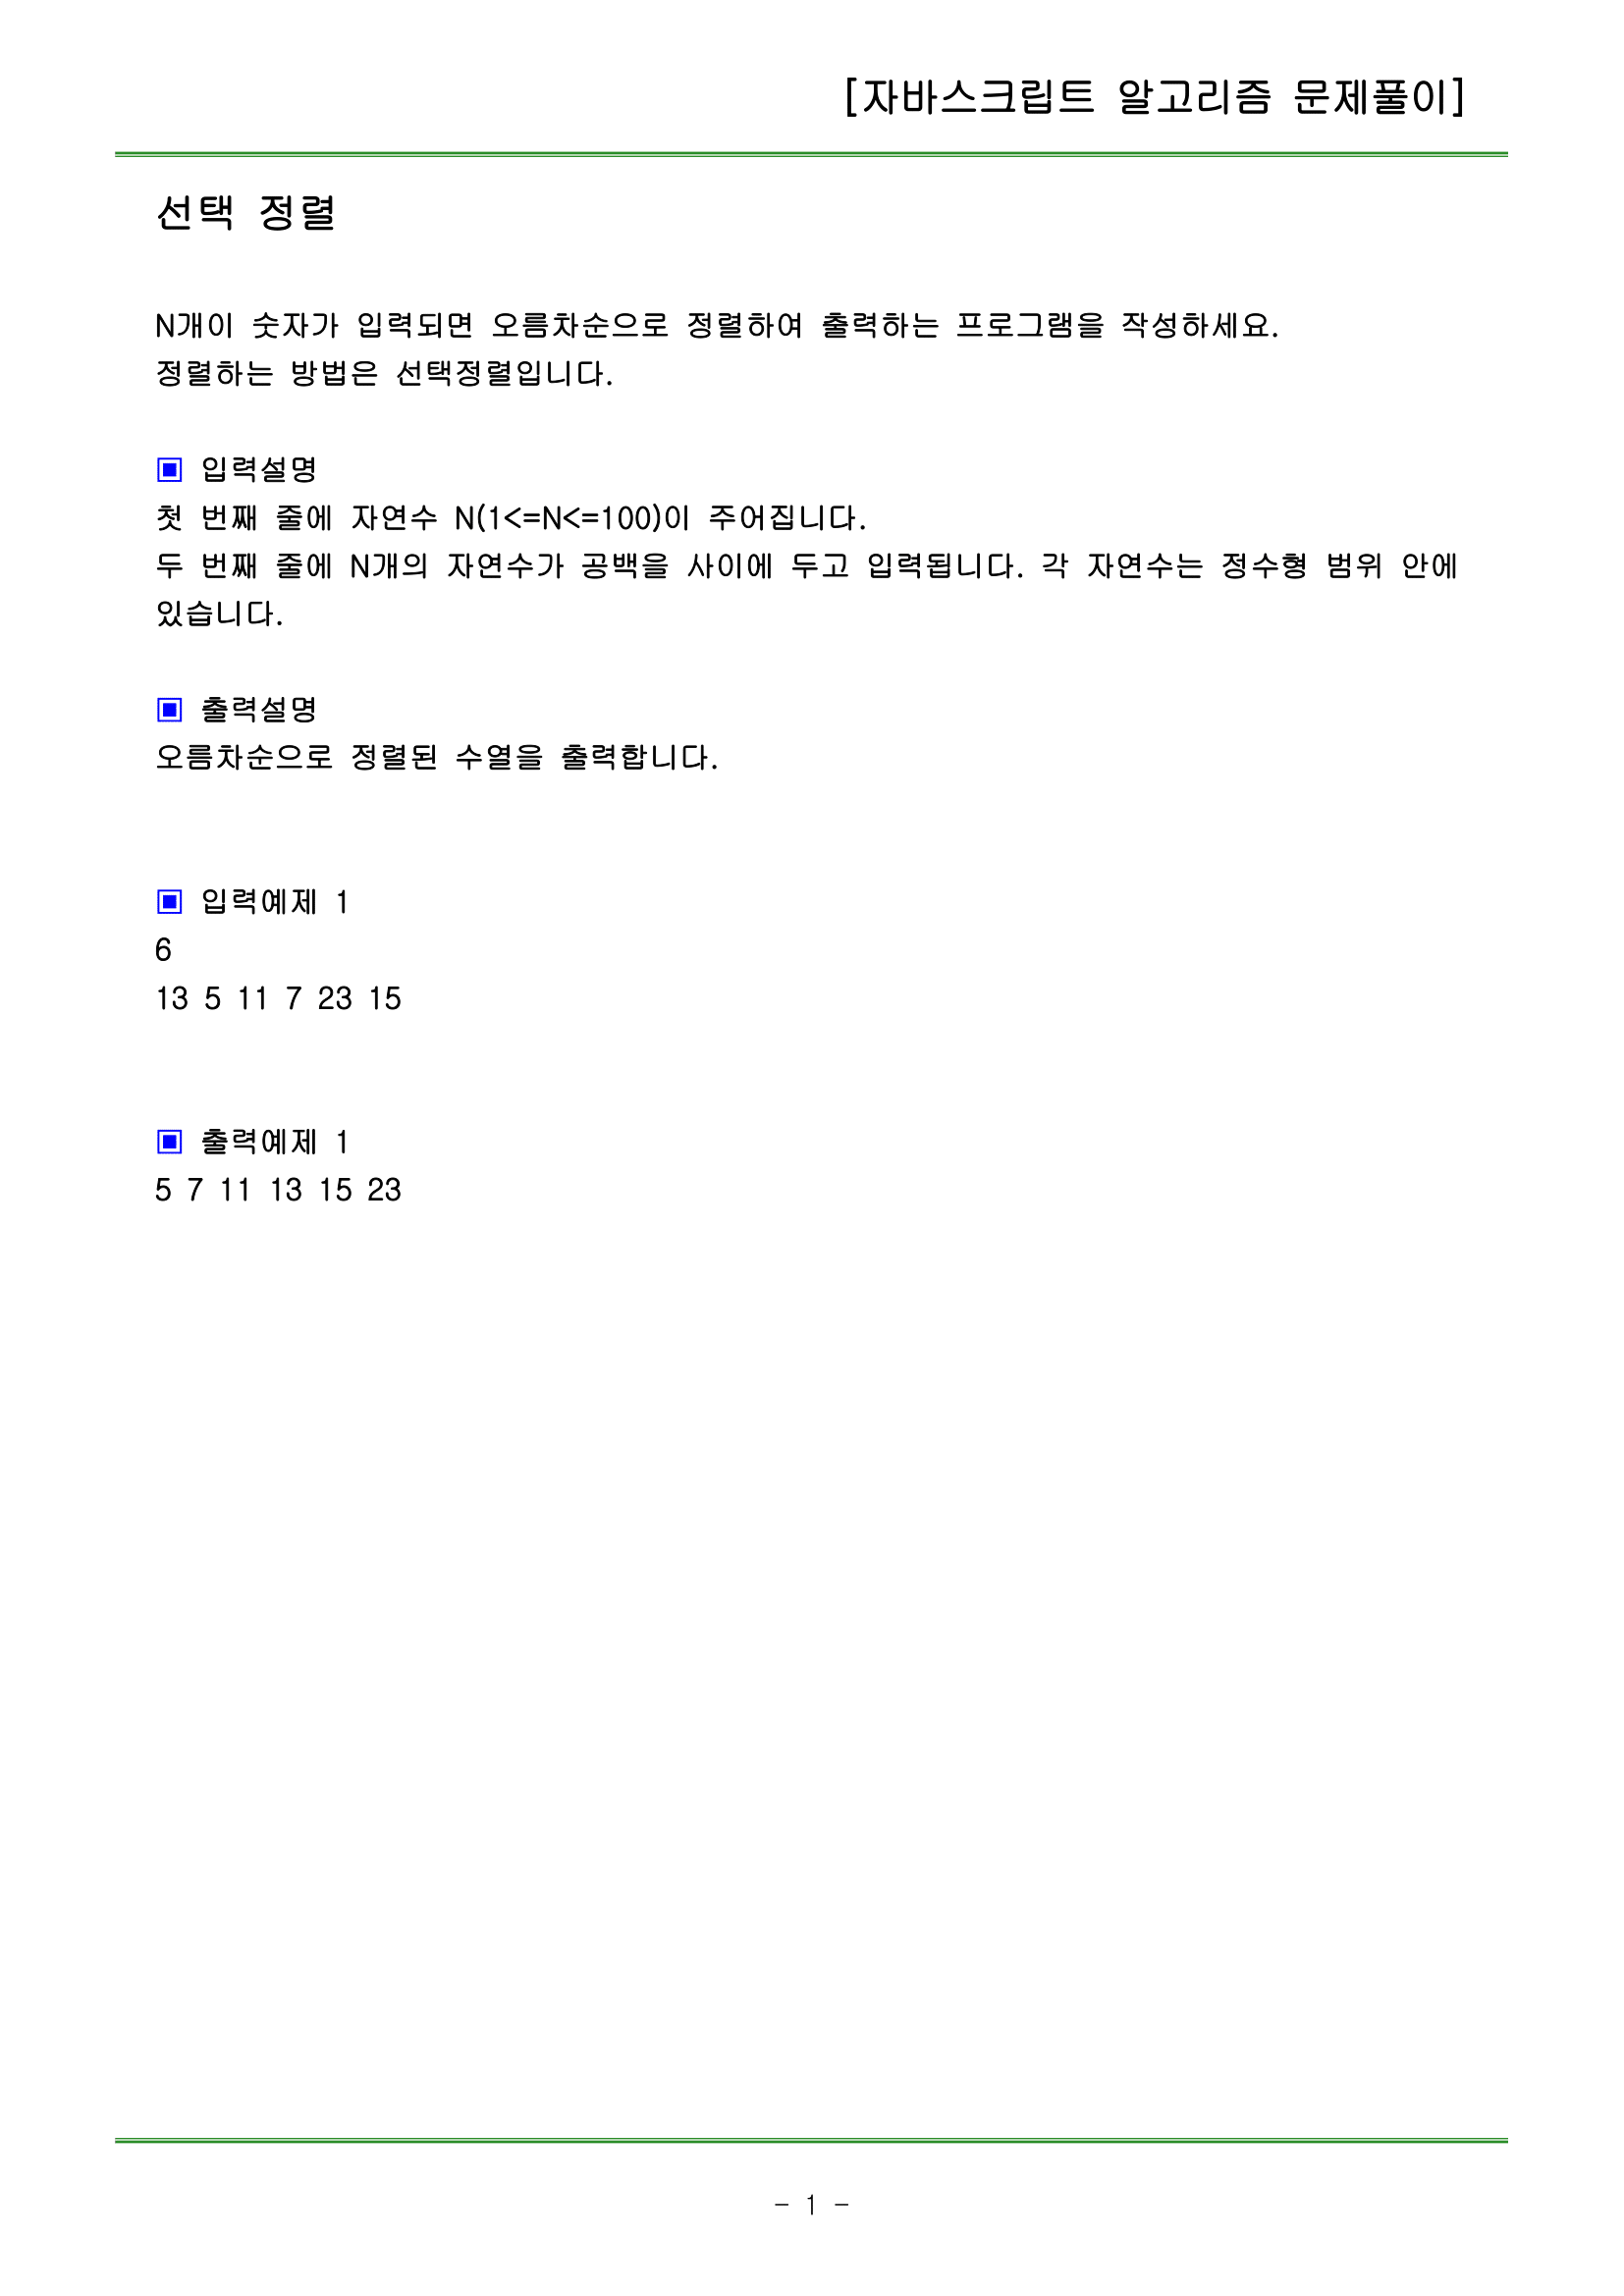 [자바스크립트 알고리즘 문제풀이]
선택 정렬
N개이 숫자가 입력되면 오름차순으로 정렬하여 출력하는 프로그램을 작성하세요.
정렬하는 방법은 선택정렬입니다.
▣ 입력설명
첫 번째 줄에 자연수 N(1<=N<=100)이 주어집니다.
두 번째 줄에 N개의 자연수가 공백을 사이에 두고 입력됩니다. 각 자연수는 정수형 범위 안에
있습니다.
▣ 출력설명
오름차순으로 정렬된 수열을 출력합니다.
▣ 입력예제 1
6
13 5 11 7 23 15
▣ 출력예제 1
5 7 11 13 15 23
- 1 -